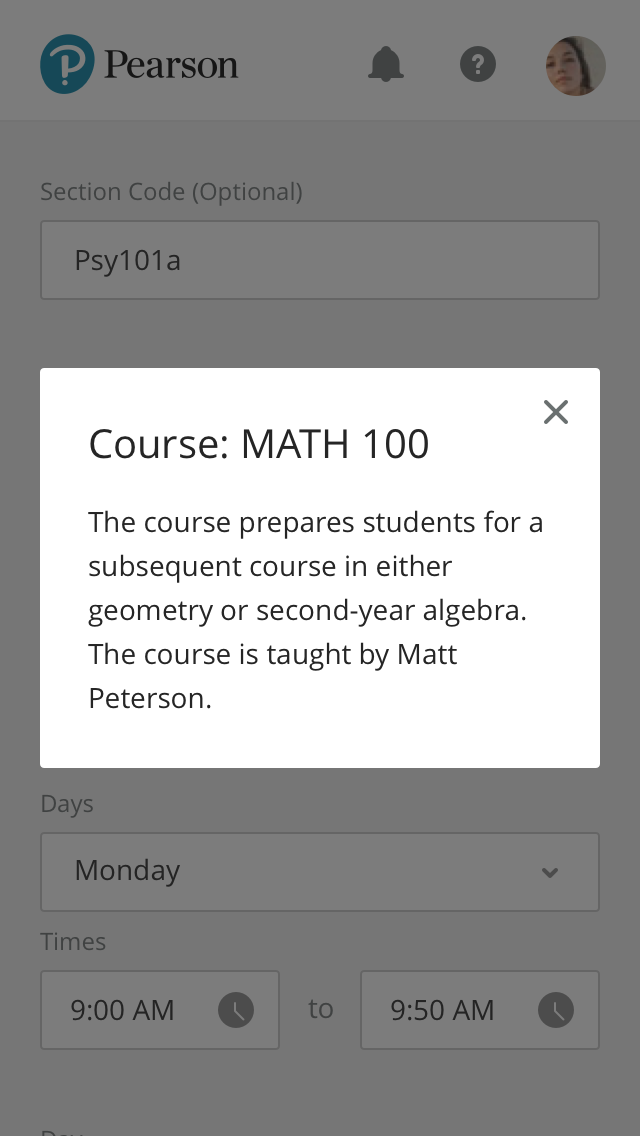 Pearson
Section Code (Optional)
Psy101a
Course: MATH 100
The course prepares students for a
subsequent course in either
geometry or second-year algebra.
The course is taught by Matt
Peterson.
Days
Monday
Times
9:00 AM to 9:50 AM